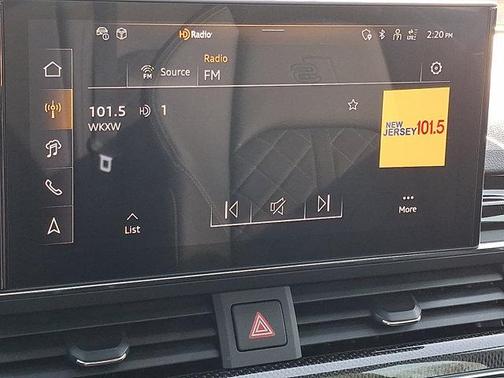 HD Radio
2:20 PM
Radio
FM
Source
FM
101.5 HD 1
WKXW
NEW
JERSEY 101.5
List
More